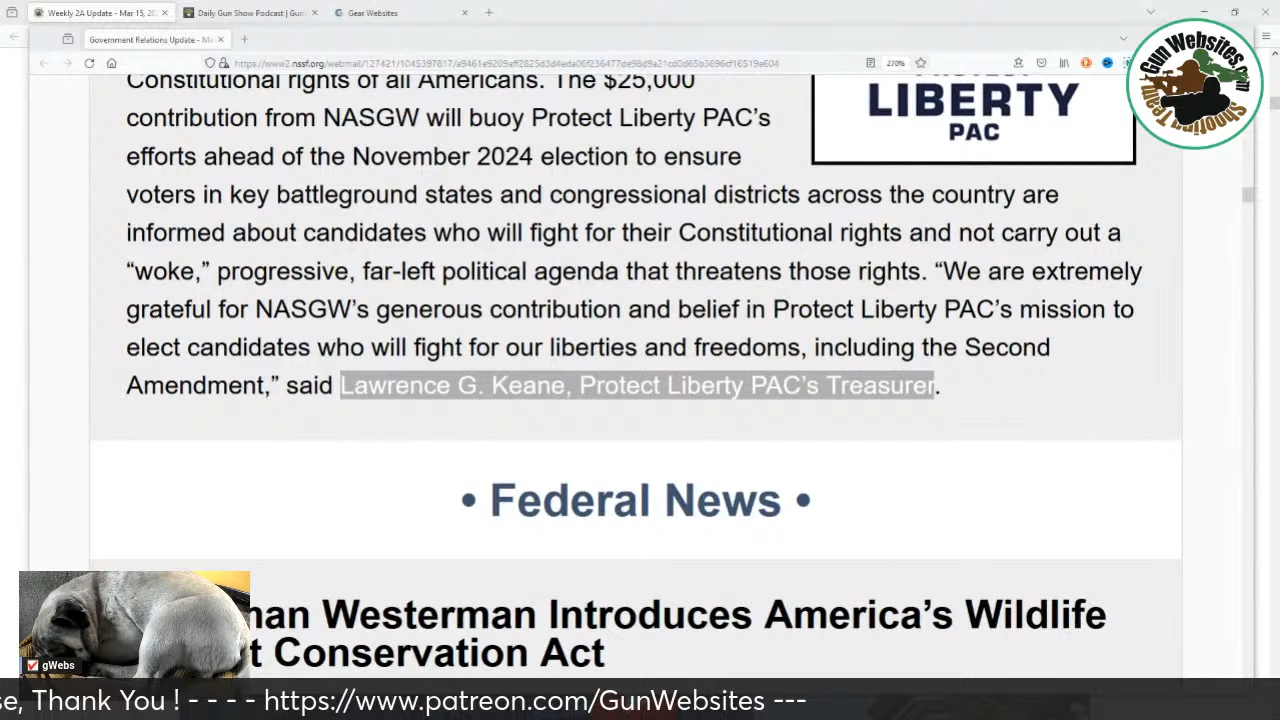 Weekly 2A Update - Mar 15, 20
Daily Gun Show Podcast | Gun
Gear Websites
Government Relations Update - Ma
270%
Constitutional rights of all Americans. The $25,000
contribution from NASGW will buoy Protect Liberty PAC's
efforts ahead of the November 2024 election to ensure
voters in key battleground states and congressional districts across the country are
informed about candidates who will fight for their Constitutional rights and not carry out a
“woke,” progressive, far-left political agenda that threatens those rights. “We are extremely
grateful for NASGW’s generous contribution and belief in Protect Liberty PAC’s mission to
elect candidates who will fight for our liberties and freedoms, including the Second
Amendment,” said Lawrence G. Keane, Protect Liberty PAC’s Treasurer.
LIBERTY
PAC
Gun Websites.com
Shooting Team
• Federal News •
man Westerman Introduces America’s Wildlife
t Conservation Act
gWebs
se, Thank You ! - - - - https://www.patreon.com/GunWebsites ---